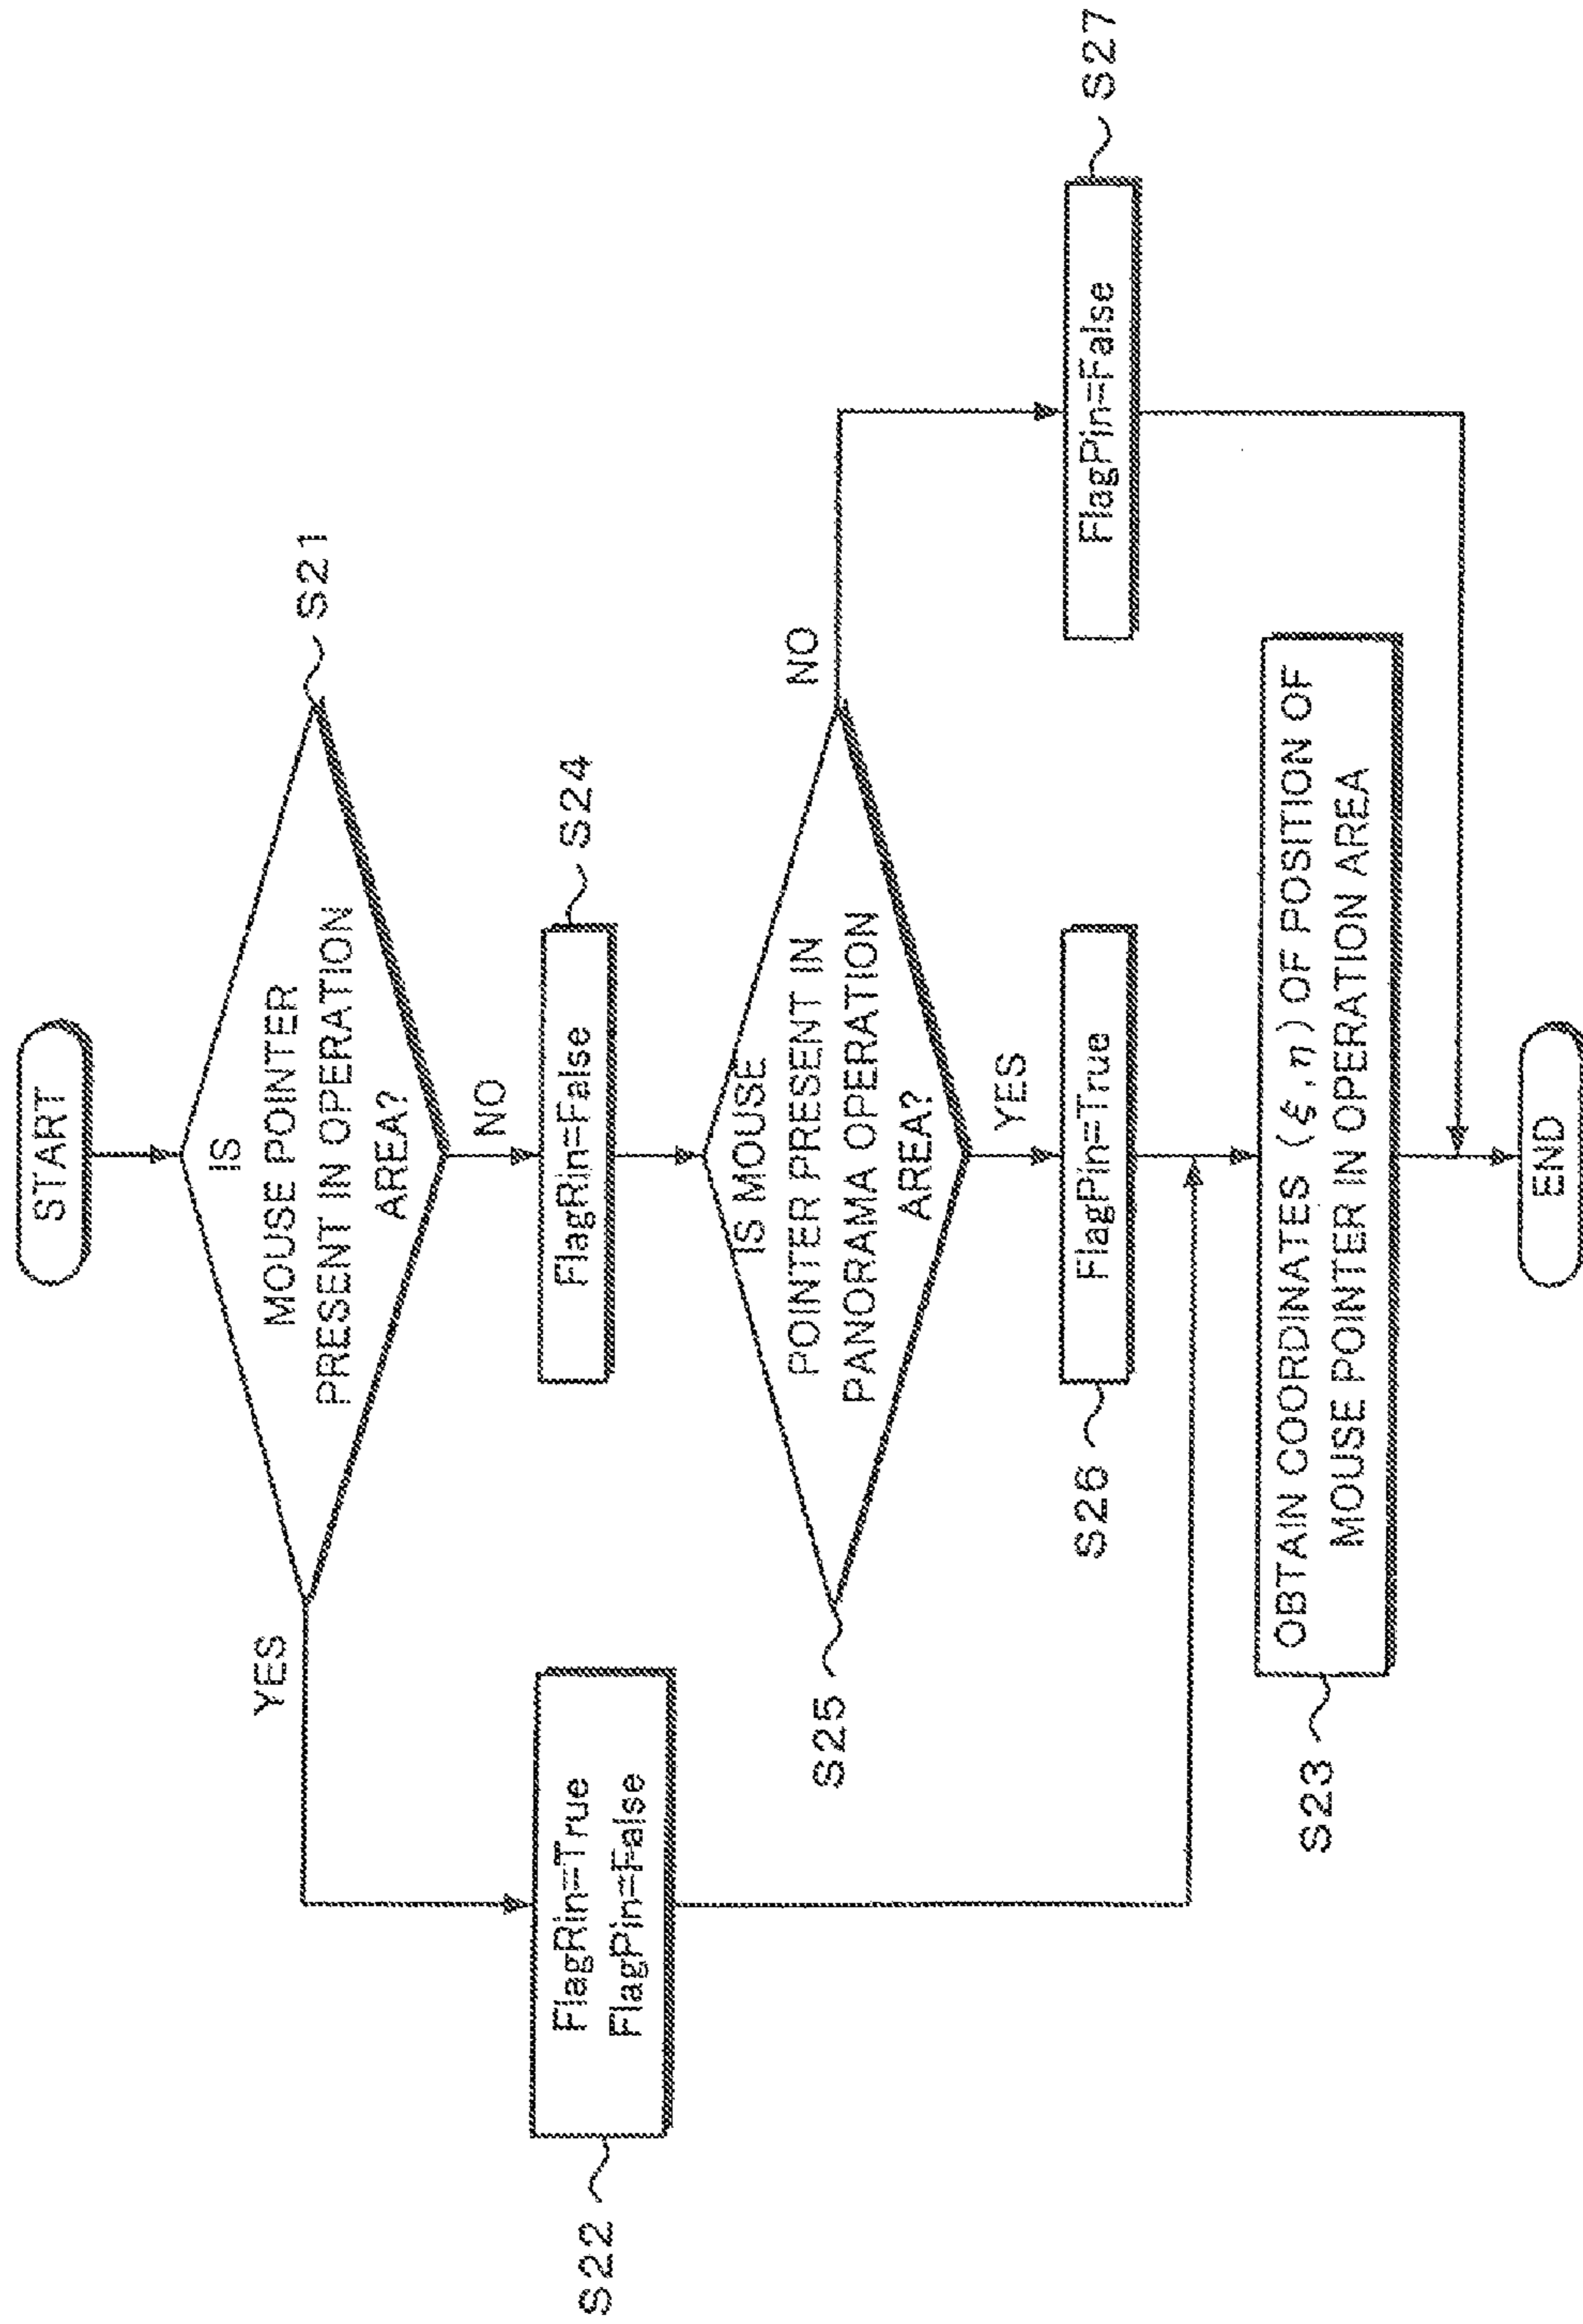 START
IS
MOUSE POINTER
PRESENT IN OPERATION
AREA?
S21
YES
NO
FlagRin=True
FlagPin=False
S22
FlagRin=False
S24
IS MOUSE
POINTER PRESENT IN
PANORAMA OPERATION
AREA?
S25
NO
YES
FlagPin=True
S26
FlagPin=False
S27
OBTAIN COORDINATES (ξ,η) OF POSITION OF
MOUSE POINTER IN OPERATION AREA
S23
END